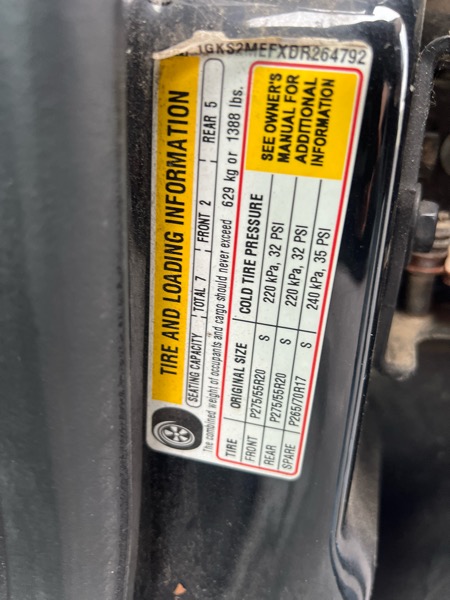 1GKS2MEFXDR264792
TIRE AND LOADING INFORMATION
SEATING CAPACITY TOTAL 7 FRONT 2 REAR 5
The combined weight of occupants and cargo should never exceed 629 kg or 1388 lbs.
TIRE ORIGINAL SIZE COLD TIRE PRESSURE
FRONT P275/55R20 S 220 kPa, 32 PSI
REAR P275/55R20 S 220 kPa, 32 PSI
SPARE P265/70R17 S 240 kPa, 35 PSI
SEE OWNER'S
MANUAL FOR
ADDITIONAL
INFORMATION